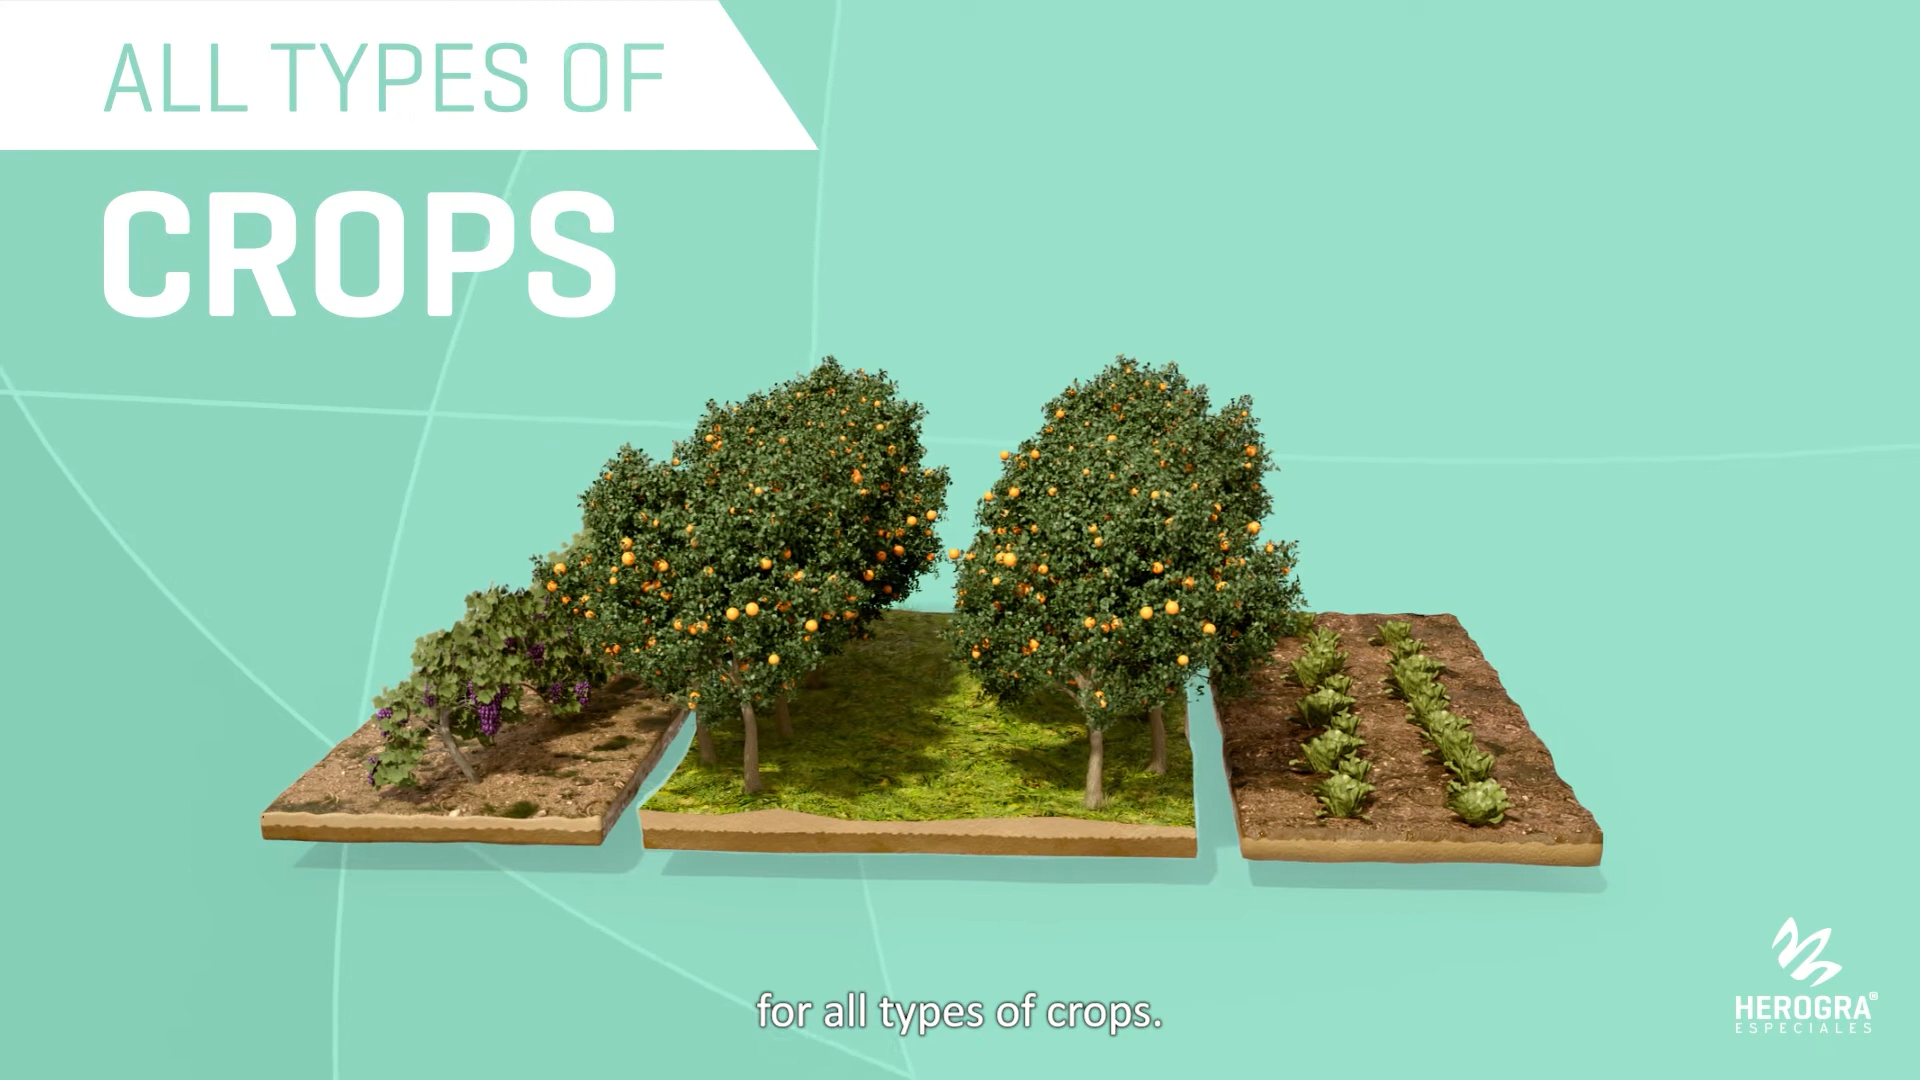 ALL TYPES OF
CROPS
for all types of crops.
HEROGRA®
ESPECIALES